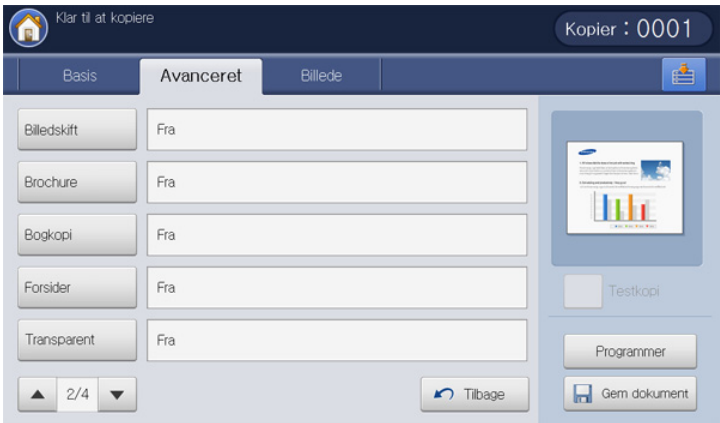 Klar til at kopiere
Kopier : 0001
Basis
Avanceret
Billede
Billedskift
Fra
Brochure
Fra
Bogkopi
Fra
Forsider
Fra
Transparent
Fra
2/4
Tilbage
Testkopi
Programmer
Gem dokument